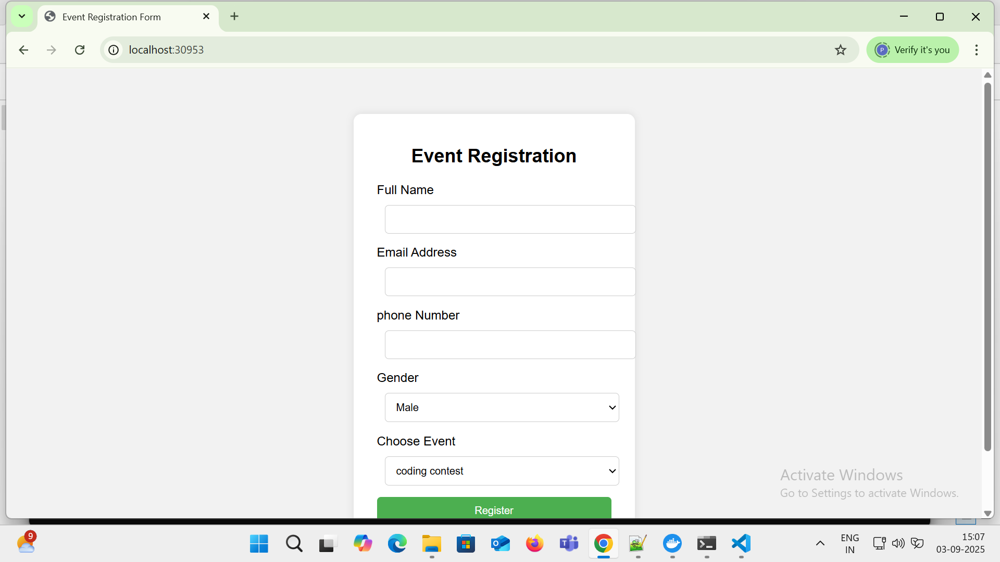 Event Registration Form
localhost:30953
P
Verify it's you
Event Registration
Full Name
Email Address
phone Number
Gender
Male
Choose Event
coding contest
Register
Activate Windows
Go to Settings to activate Windows.
9
ENG
IN
15:07
03-09-2025